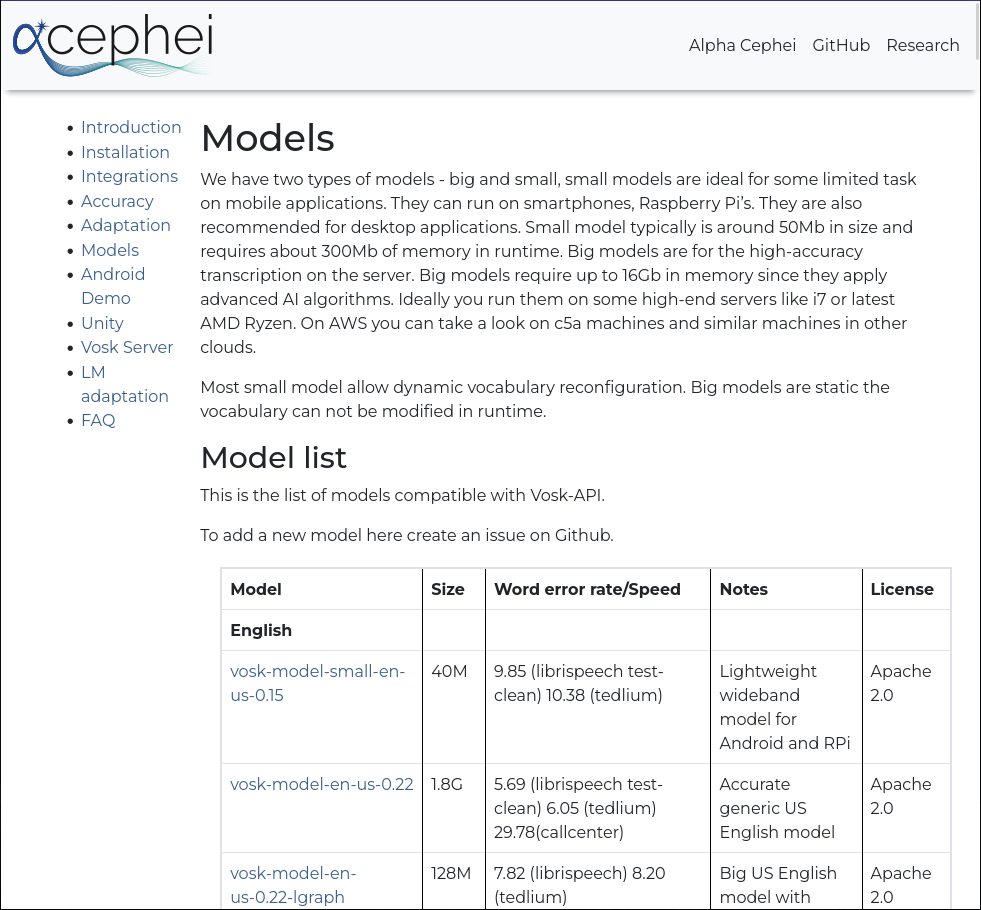 αcephei
Alpha Cephei GitHub Research
Introduction
Installation
Integrations
Accuracy
Adaptation
Models
Android
Demo
Unity
Vosk Server
LM
adaptation
FAQ
Models
We have two types of models - big and small, small models are ideal for some limited task
on mobile applications. They can run on smartphones, Raspberry Pi’s. They are also
recommended for desktop applications. Small model typically is around 50Mb in size and
requires about 300Mb of memory in runtime. Big models are for the high-accuracy
transcription on the server. Big models require up to 16Gb in memory since they apply
advanced AI algorithms. Ideally you run them on some high-end servers like i7 or latest
AMD Ryzen. On AWS you can take a look on c5a machines and similar machines in other
clouds.
Most small model allow dynamic vocabulary reconfiguration. Big models are static the
vocabulary can not be modified in runtime.
Model list
This is the list of models compatible with Vosk-API.
To add a new model here create an issue on Github.
Model Size Word error rate/Speed Notes License
English
vosk-model-small-en- 40M 9.85 (librispeech test- Lightweight Apache
us-0.15 clean) 10.38 (tedlium) wideband 2.0
model for
Android and RPi
vosk-model-en-us-0.22 1.8G 5.69 (librispeech test- Accurate Apache
clean) 6.05 (tedlium) generic US 2.0
29.78(callcenter) English model
vosk-model-en- 128M 7.82 (librispeech) 8.20 Big US English Apache
us-0.22-lgraph (tedlium) model with 2.0